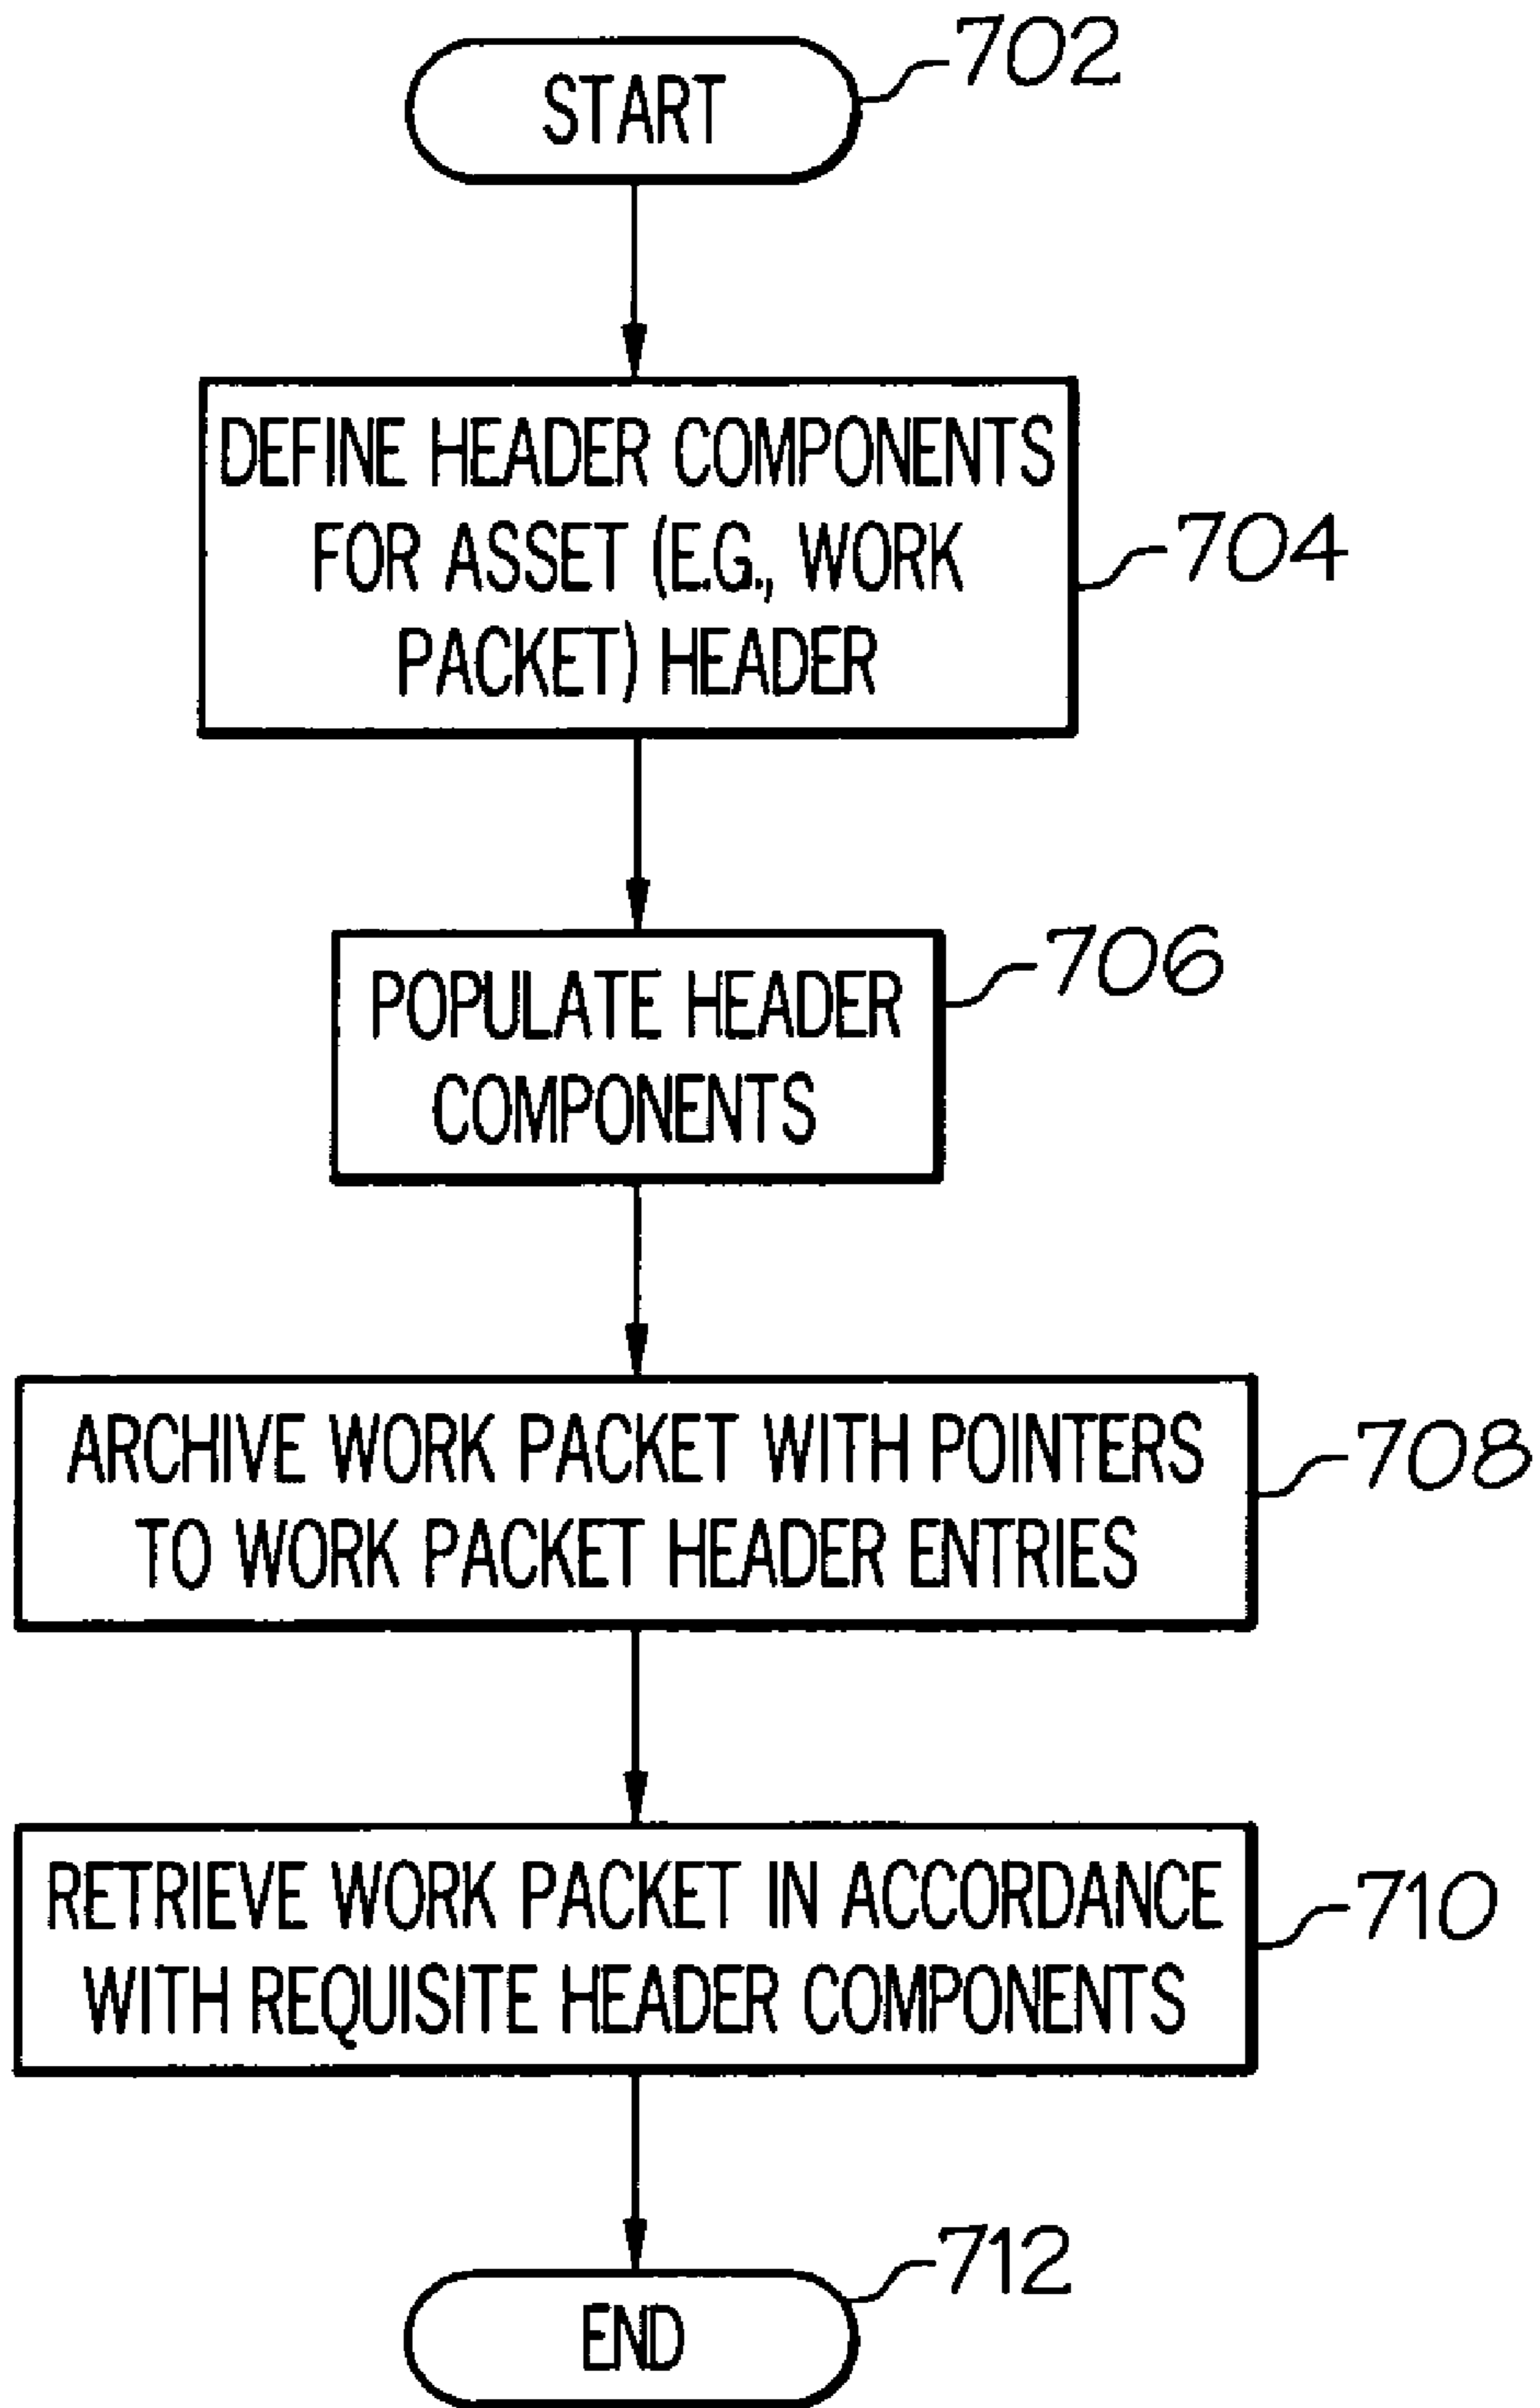 START
702
DEFINE HEADER COMPONENTS
FOR ASSET (E.G., WORK
PACKET) HEADER
704
POPULATE HEADER
COMPONENTS
706
ARCHIVE WORK PACKET WITH POINTERS
TO WORK PACKET HEADER ENTRIES
708
RETRIEVE WORK PACKET IN ACCORDANCE
WITH REQUISITE HEADER COMPONENTS
710
END
712